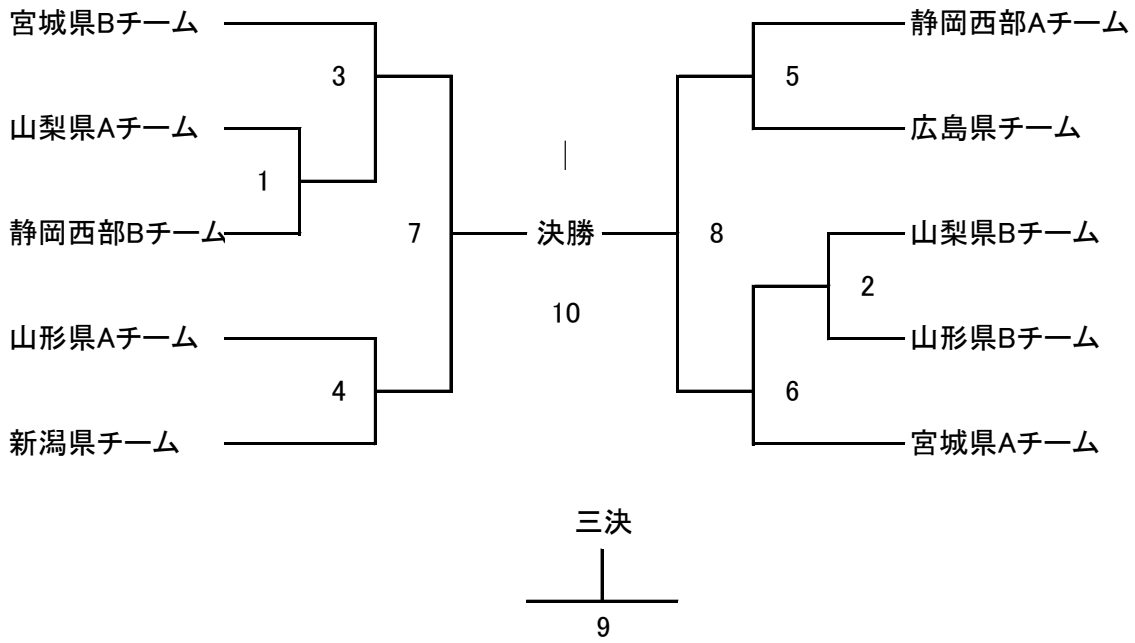 宮城県Bチーム
静岡西部Aチーム
3
5
山梨県Aチーム
広島県チーム
1
静岡西部Bチーム
7
決勝
8
山梨県Bチーム
2
10
山形県Aチーム
山形県Bチーム
4
6
新潟県チーム
宮城県Aチーム
三決
9